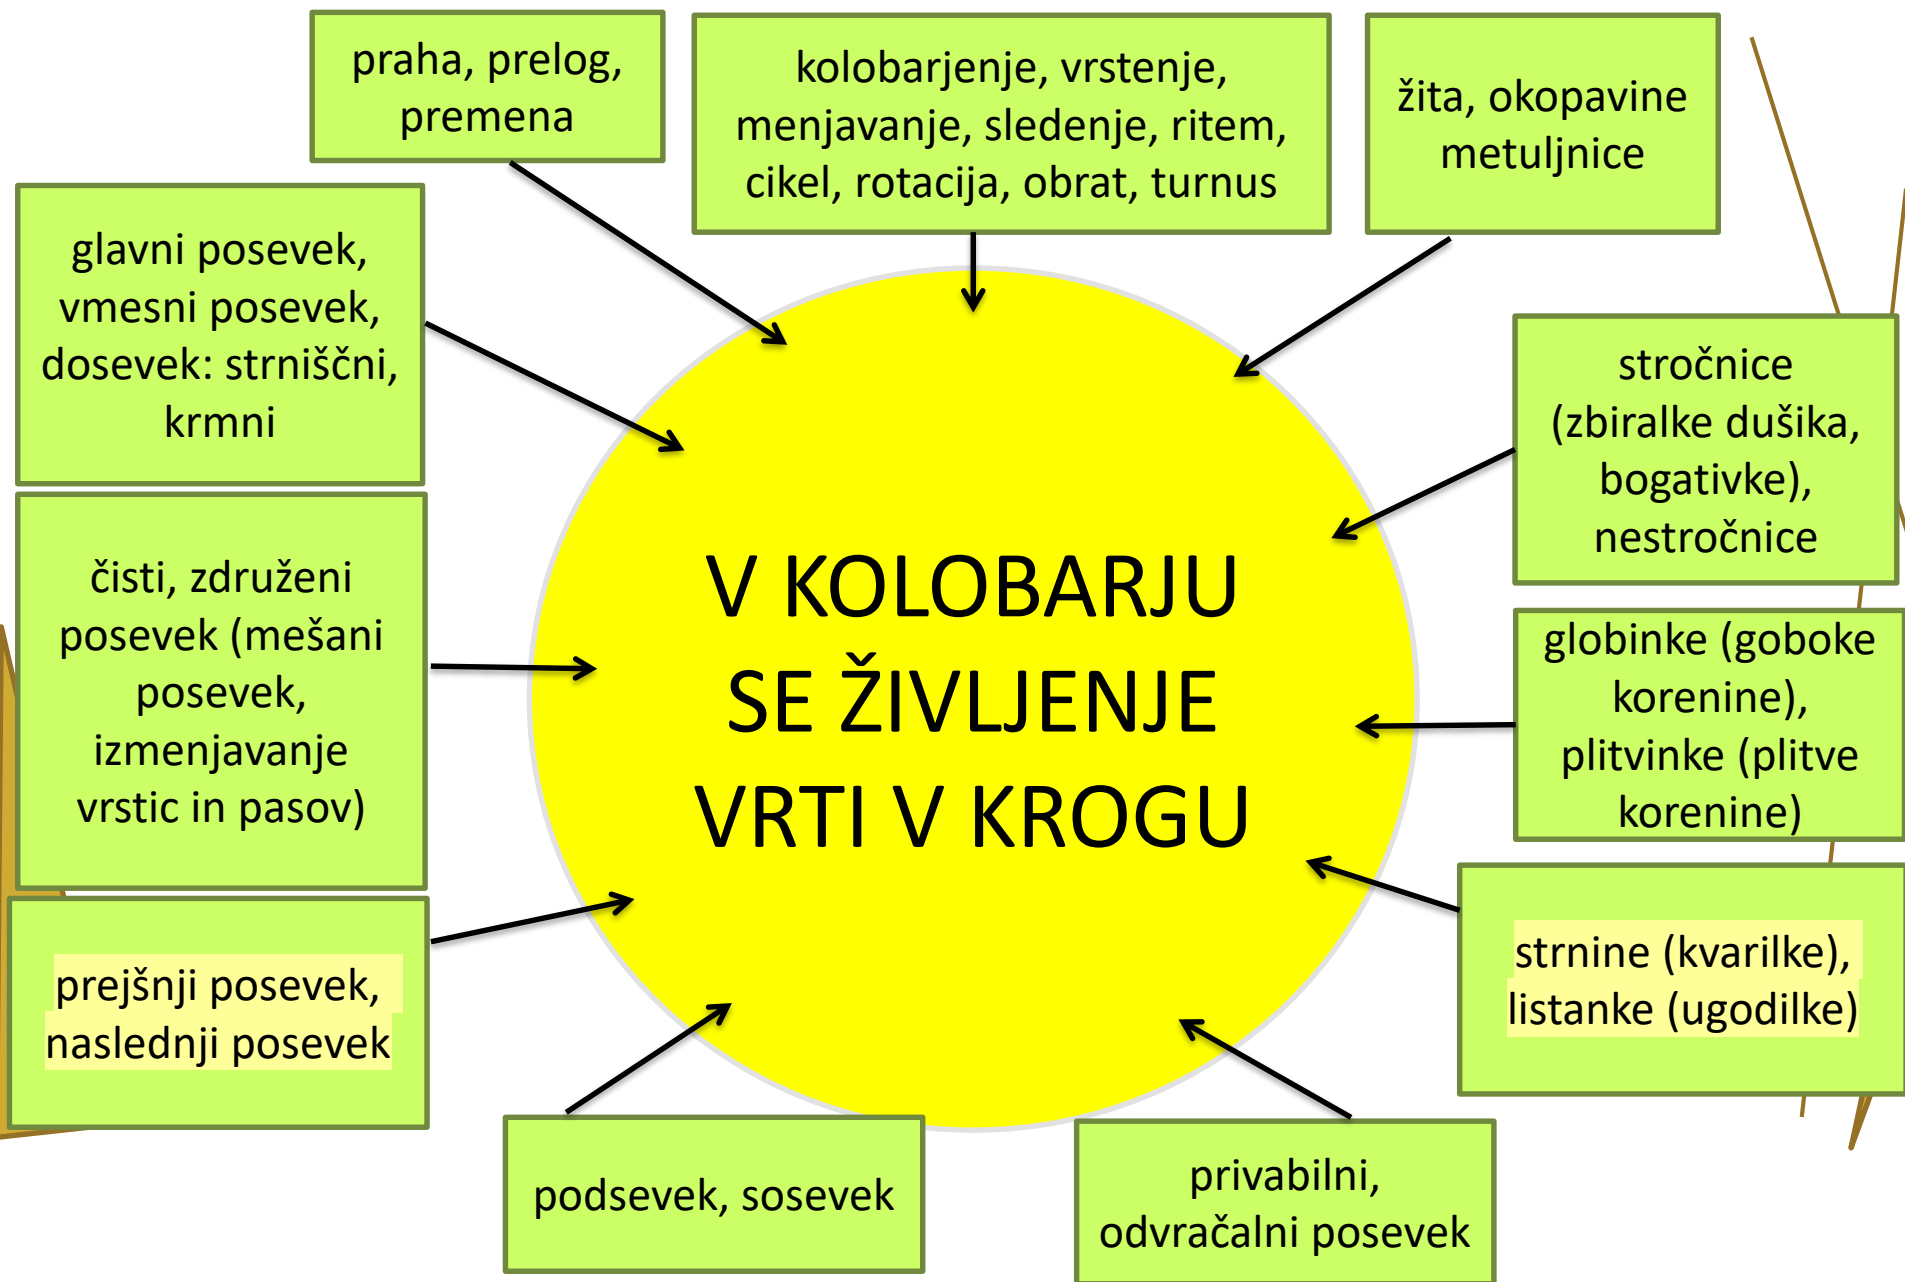 praha, prelog,
premena
kolobarjenje, vrstenje,
menjavanje, sledenje, ritem,
cikel, rotacija, obrat, turnus
žita, okopavine
metuljnice
glavni posevek,
vmesni posevek,
dosevek: strniščni,
krmni
stročnice
(zbiralke dušika,
bogativke),
nestročnice
čisti, združeni
posevek (mešani
posevek,
izmenjavanje
vrstic in pasov)
V KOLOBARJU
SE ŽIVLJENJE
VRTI V KROGU
globinke (goboke
korenine),
plitvinke (plitve
korenine)
prejšnji posevek,
naslednji posevek
strnine (kvarilke),
listanke (ugodilke)
podsevek, sosevek
privabilni,
odvračalni posevek